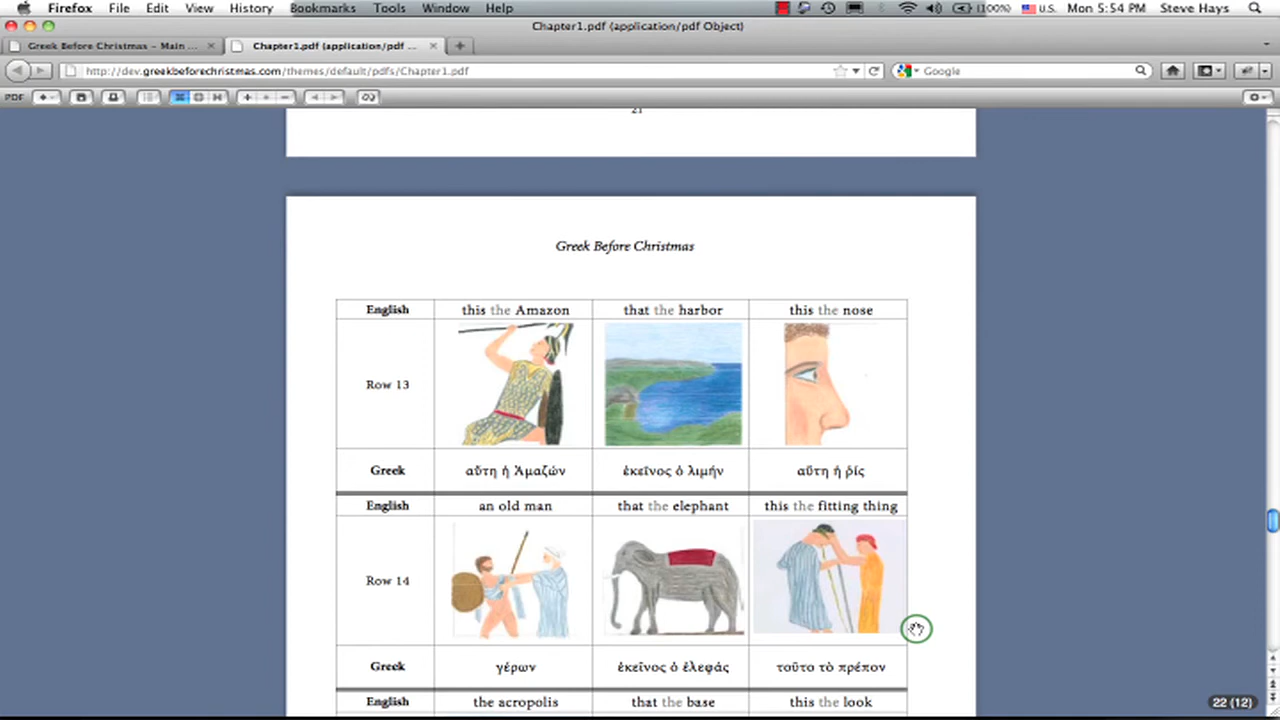 Firefox File Edit View History Bookmarks Tools Window Help (100%) U.S. Mon 5:54 PM Steve Hays
Chapter1.pdf (application/pdf Object)
Greek Before Christmas – Main ... Chapter1.pdf (application/pdf ...
http://dev.greekbeforechristmas.com/themes/default/pdfs/Chapter1.pdf Google
PDF
21
Greek Before Christmas
English this the Amazon that the harbor this the nose
Row 13
Greek αὕτη ἡ Ἀμαζών ἐκεῖνος ὁ λιμήν αὕτη ἡ ῥίς
English an old man that the elephant this the fitting thing
Row 14
Greek γέρων ἐκεῖνος ὁ ἐλεφάς τοῦτο τὸ πρέπον
English the acropolis that the base this the look
22 (12)